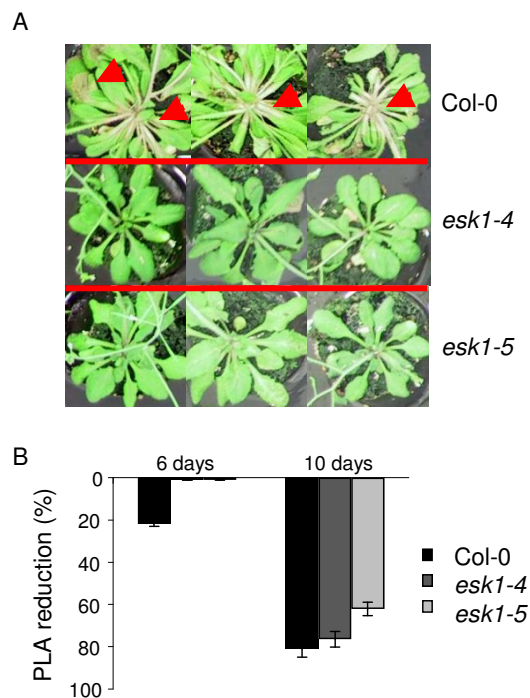 A
Col-0
esk1-4
esk1-5
B
6 days 10 days
PLA reduction (%)
0
20
40
60
80
100
Col-0
esk1-4
esk1-5